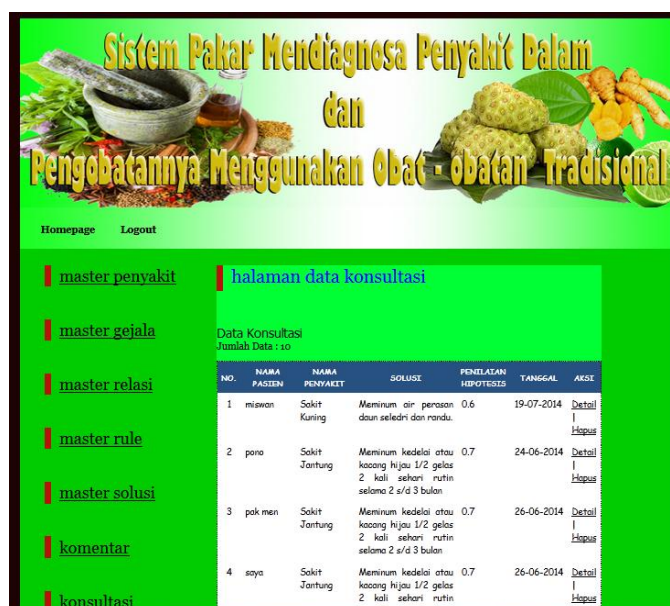 Sistem Pakar Mendiagnosa Penyakit Dalam
dan
Pengobatannya Menggunakan Obat - obatan Tradisional
Homepage Logout
master penyakit
master gejala
master relasi
master rule
master solusi
komentar
konsultasi
halaman data konsultasi
Data Konsultasi
Jumlah Data : 10
NO. NAMA PASIEN NAMA PENYAKIT SOLUSI PENILAIAN HIPOTESIS TANGGAL AKSI
1 miswan Sakit Meminum air perasan 0.6 19-07-2014 Detail
Kuning daun seledri dan randu. |
Hapus
2 pono Sakit Meminum kedelai atau 0.7 24-06-2014 Detail
Jantung kacang hijau 1/2 gelas |
2 kali sehari rutin Hapus
selama 2 s/d 3 bulan
3 pak men Sakit Meminum kedelai atau 0.7 26-06-2014 Detail
Jantung kacang hijau 1/2 gelas |
2 kali sehari rutin Hapus
selama 2 s/d 3 bulan
4 saya Sakit Meminum kedelai atau 0.7 26-06-2014 Detail
Jantung kacang hijau 1/2 gelas |
2 kali sehari rutin Hapus